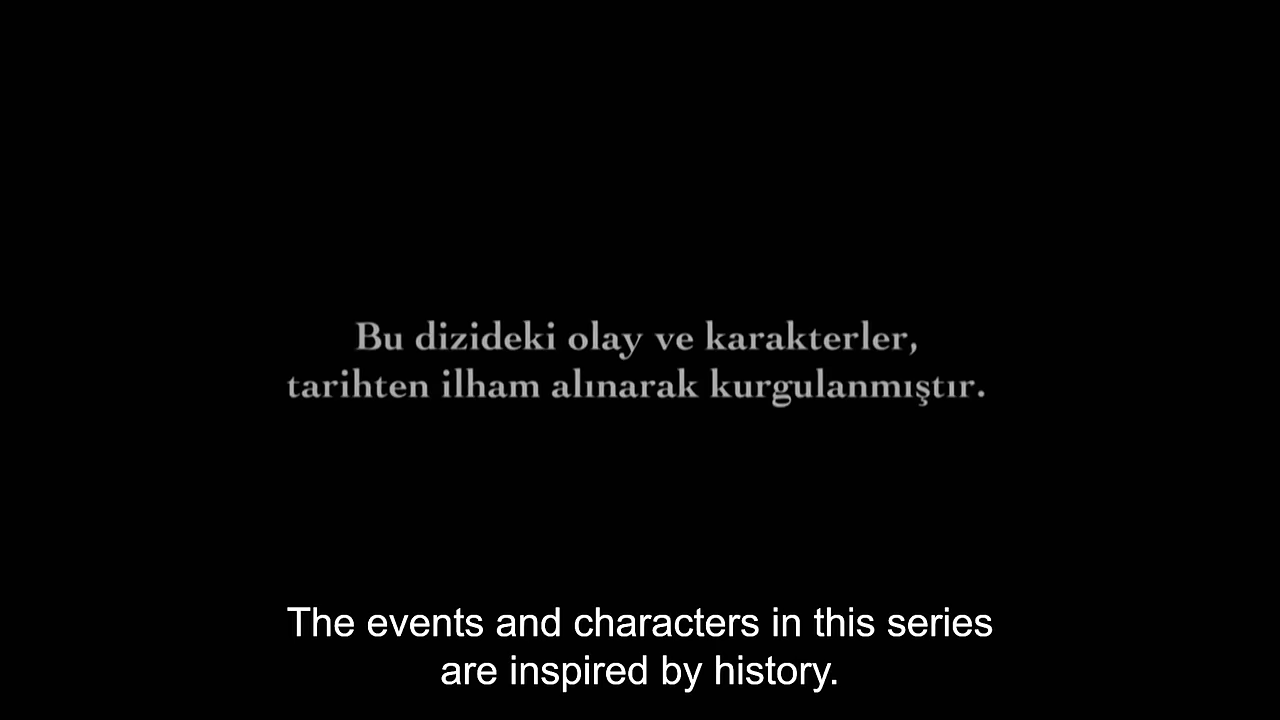 Bu dizideki olay ve karakterler,
tarihten ilham alınarak kurgulanmıştır.
The events and characters in this series
are inspired by history.